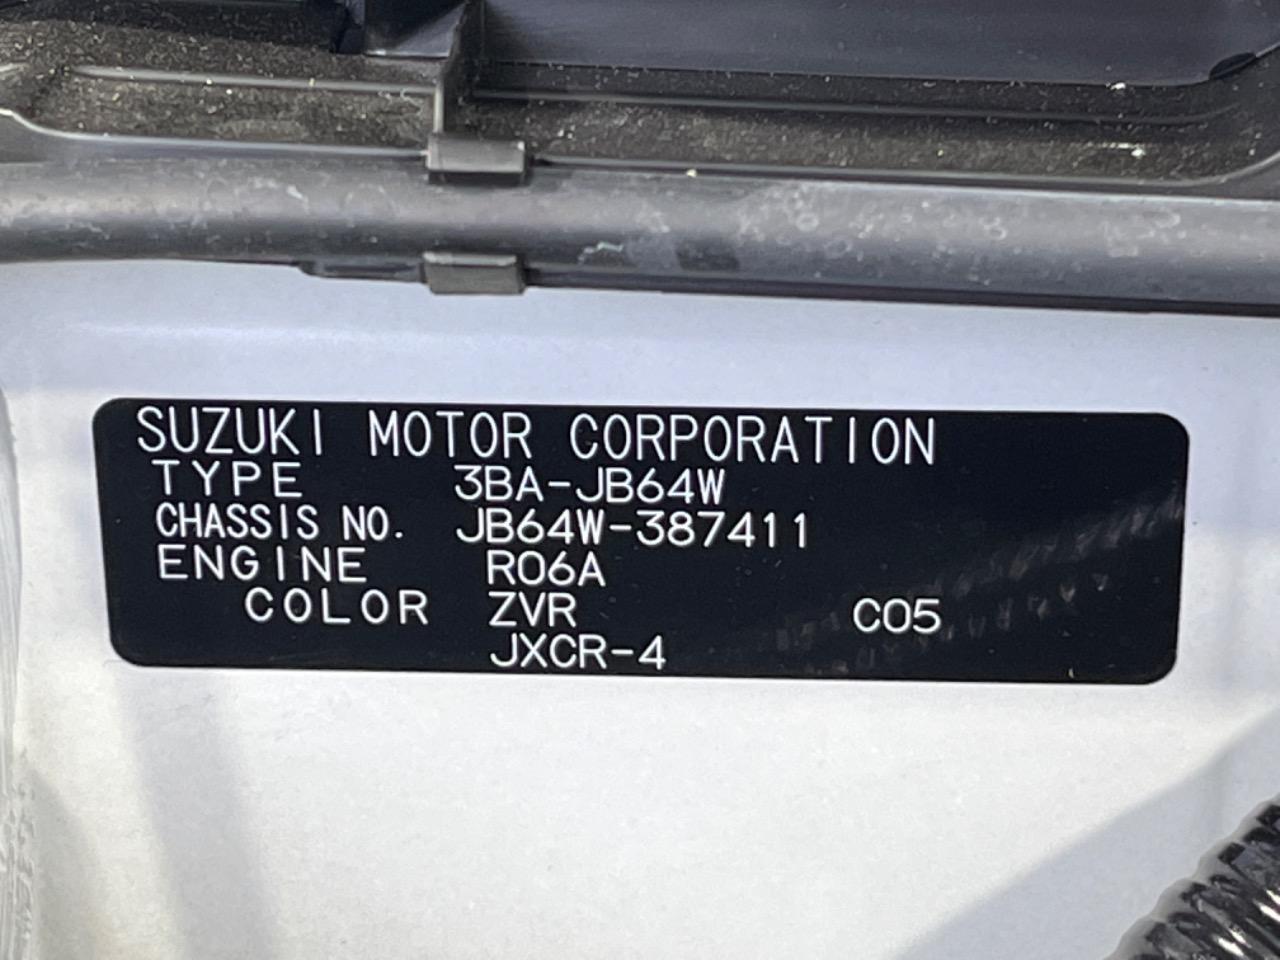 SUZUKI MOTOR CORPORATION
TYPE 3BA-JB64W
CHASSIS NO. JB64W-387411
ENGINE R06A
COLOR ZVR C05
JXCR-4